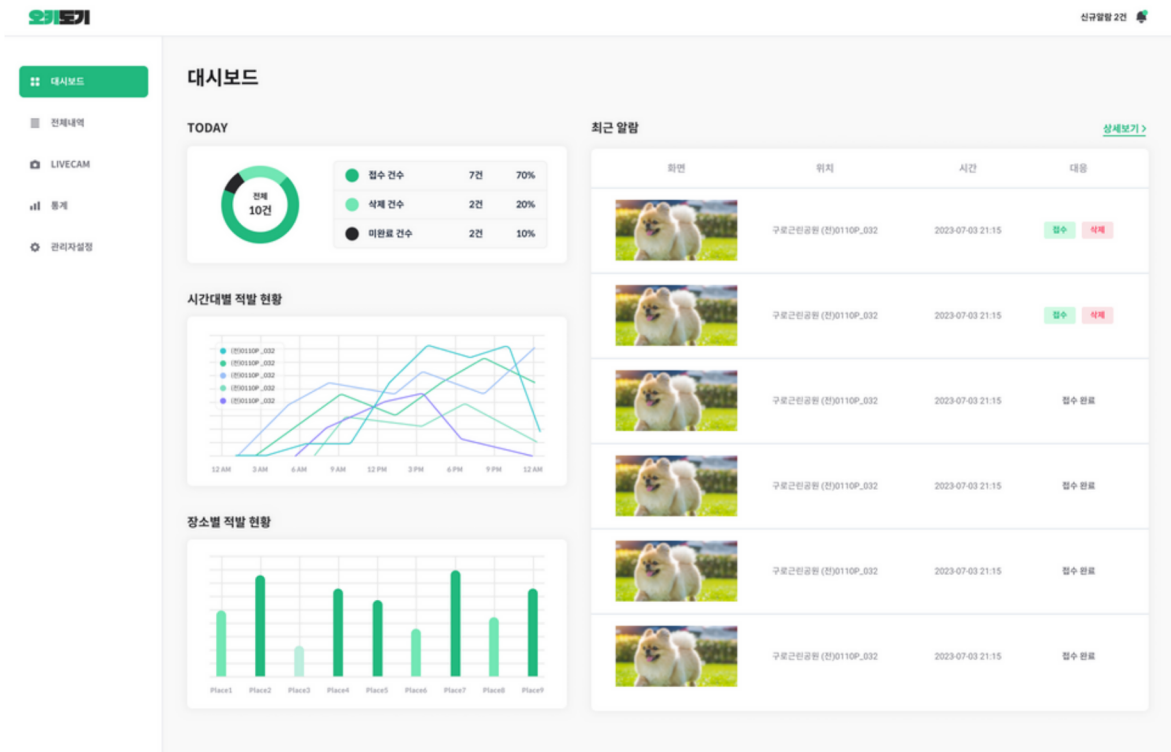 오키도기
신규알람 2건
대시보드
전체내역
LIVECAM
통계
관리자설정
대시보드
TODAY
전체
10건
접수 건수 7건 70%
삭제 건수 2건 20%
미완료 건수 2건 10%
시간대별 적발 현황
(전)0110P_032
(전)0110P_032
(전)0110P_032
(전)0110P_032
(전)0110P_032
12 AM 3 AM 6 AM 9 AM 12 PM 3 PM 6 PM 9 PM 12 AM
장소별 적발 현황
Place1 Place2 Place3 Place4 Place5 Place6 Place7 Place8 Place9
최근 알람
상세보기 >
화면 위치 시간 대응
구로근린공원 (전)0110P_032 2023-07-03 21:15 접수 삭제
구로근린공원 (전)0110P_032 2023-07-03 21:15 접수 삭제
구로근린공원 (전)0110P_032 2023-07-03 21:15 접수 완료
구로근린공원 (전)0110P_032 2023-07-03 21:15 접수 완료
구로근린공원 (전)0110P_032 2023-07-03 21:15 접수 완료
구로근린공원 (전)0110P_032 2023-07-03 21:15 접수 완료